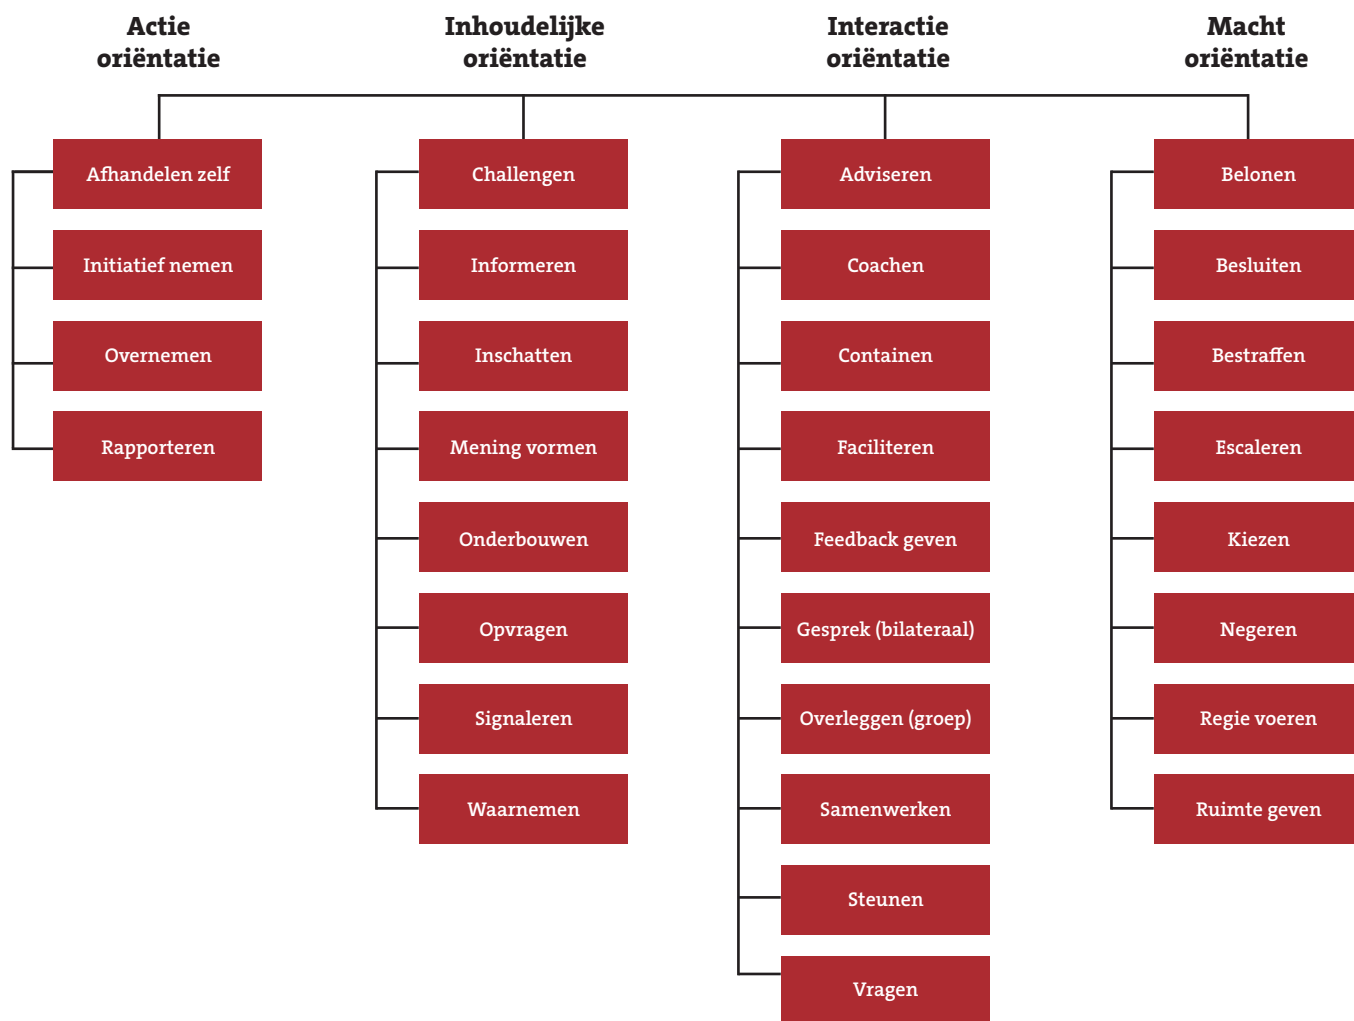 Actie
oriëntatie
Afhandelen zelf
Initiatief nemen
Overnemen
Rapporteren
Inhoudelijke
oriëntatie
Challengen
Informeren
Inschatten
Mening vormen
Onderbouwen
Opvragen
Signaleren
Waarnemen
Interactie
oriëntatie
Adviseren
Coachen
Containen
Faciliteren
Feedback geven
Gesprek (bilateraal)
Overleggen (groep)
Samenwerken
Steunen
Vragen
Macht
oriëntatie
Belonen
Besluiten
Bestraffen
Escaleren
Kiezen
Negeren
Regie voeren
Ruimte geven